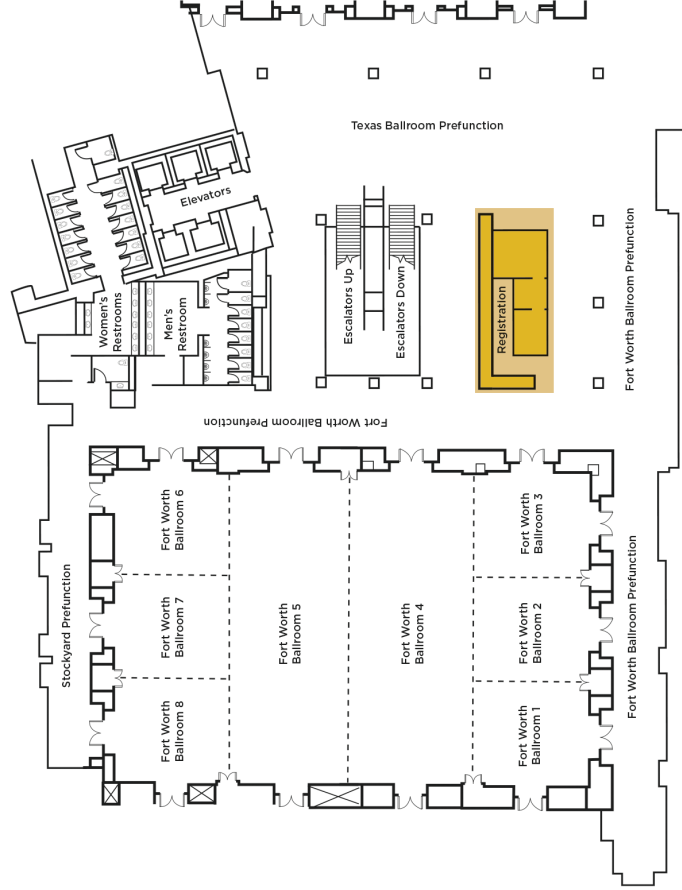 Texas Ballroom Prefunction
Elevators
Women's
Restrooms
Men's
Restroom
Escalators Up
Escalators Down
Registration
Fort Worth Ballroom Prefunction
Fort Worth Ballroom Prefunction
Fort Worth
Ballroom 6
Fort Worth
Ballroom 3
Stockyard Prefunction
Fort Worth
Ballroom 7
Fort Worth
Ballroom 5
Fort Worth
Ballroom 4
Fort Worth
Ballroom 2
Fort Worth Ballroom Prefunction
Fort Worth
Ballroom 8
Fort Worth
Ballroom 1